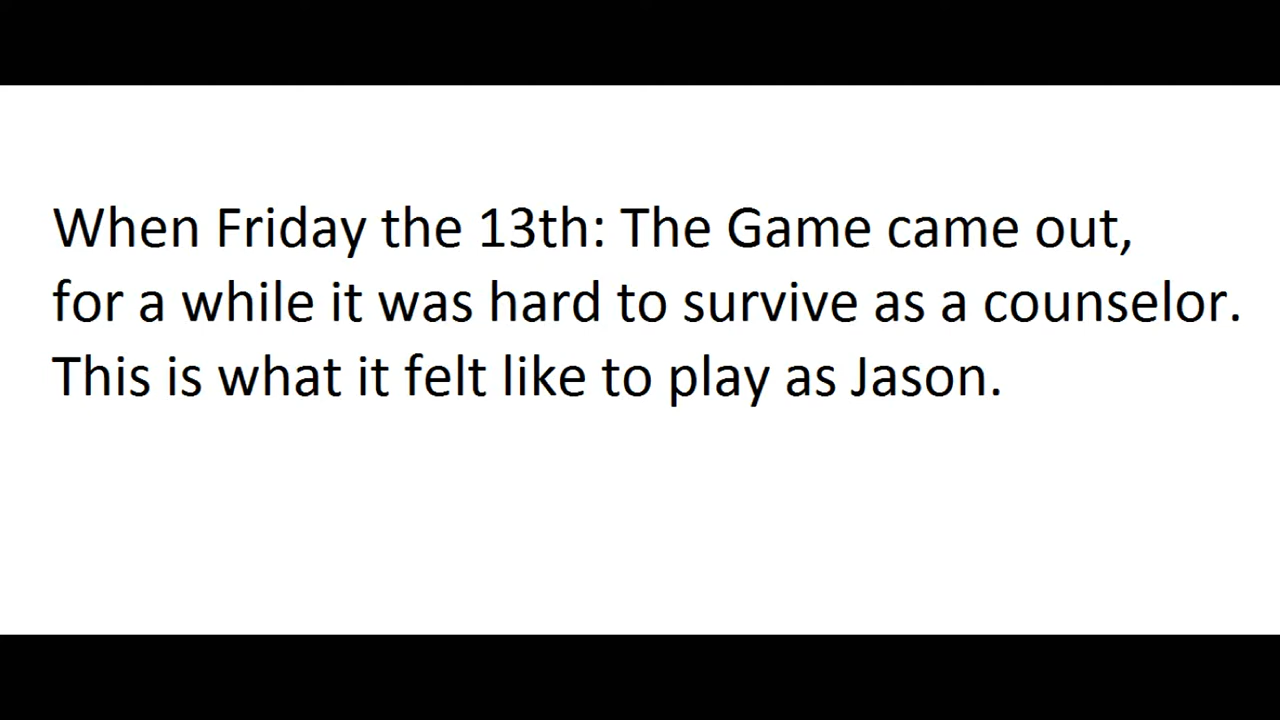 When Friday the 13th: The Game came out,
for a while it was hard to survive as a counselor.
This is what it felt like to play as Jason.